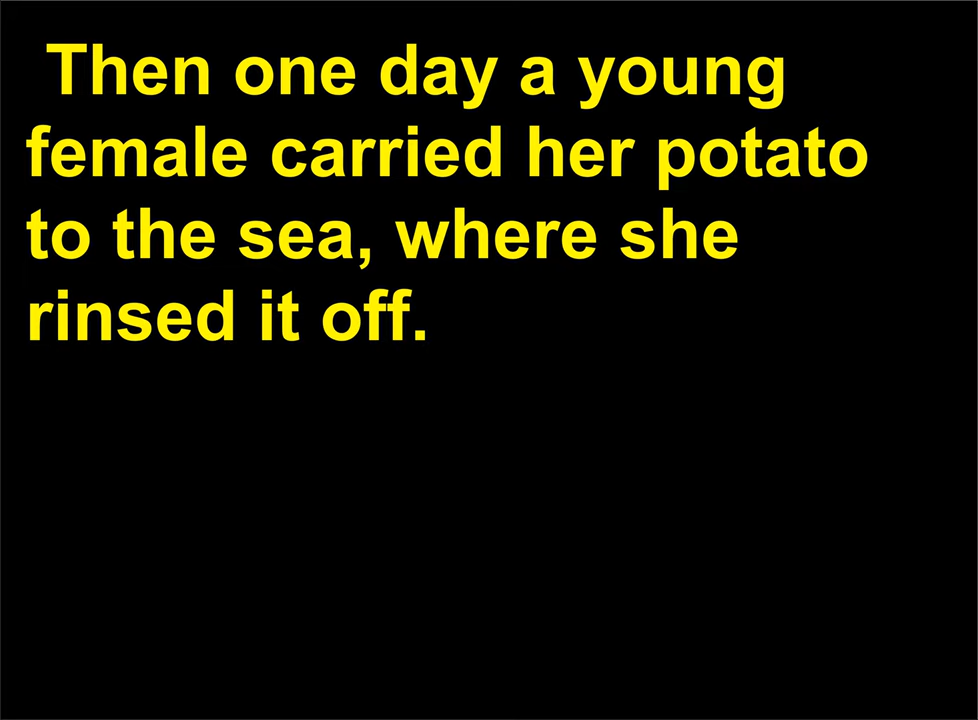 Then one day a young
female carried her potato
to the sea, where she
rinsed it off.